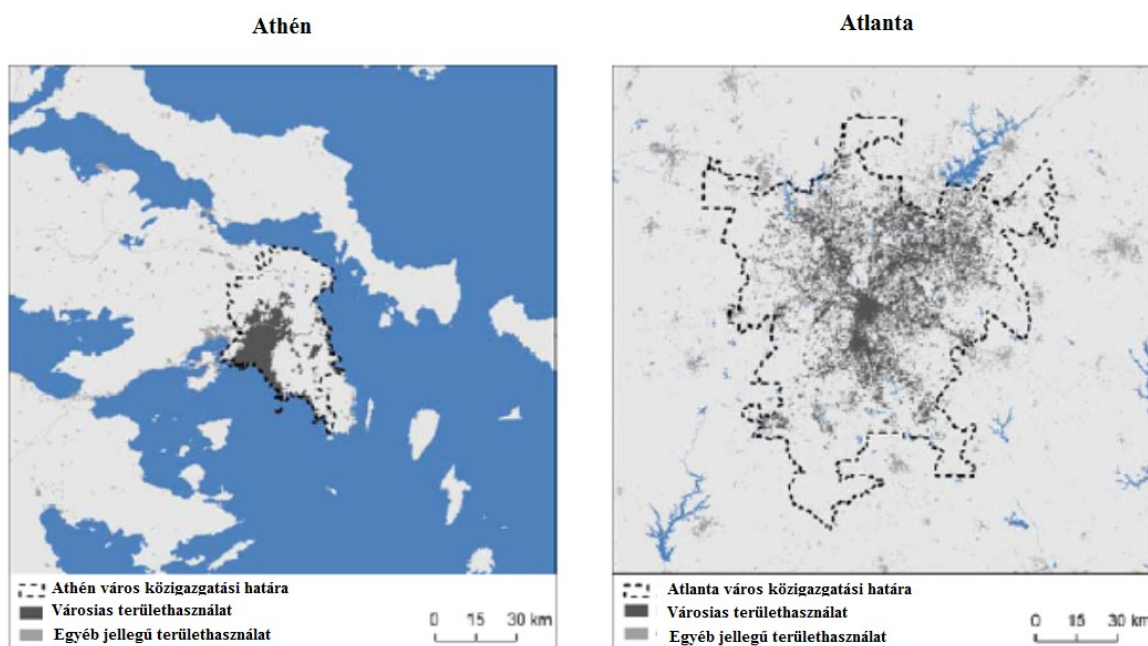 Athén
Atlanta
Athén város közigazgatási határa
Városias területhasználat
Egyéb jellegű területhasználat
0 15 30 km
Atlanta város közigazgatási határa
Városias területhasználat
Egyéb jellegű területhasználat
0 15 30 km